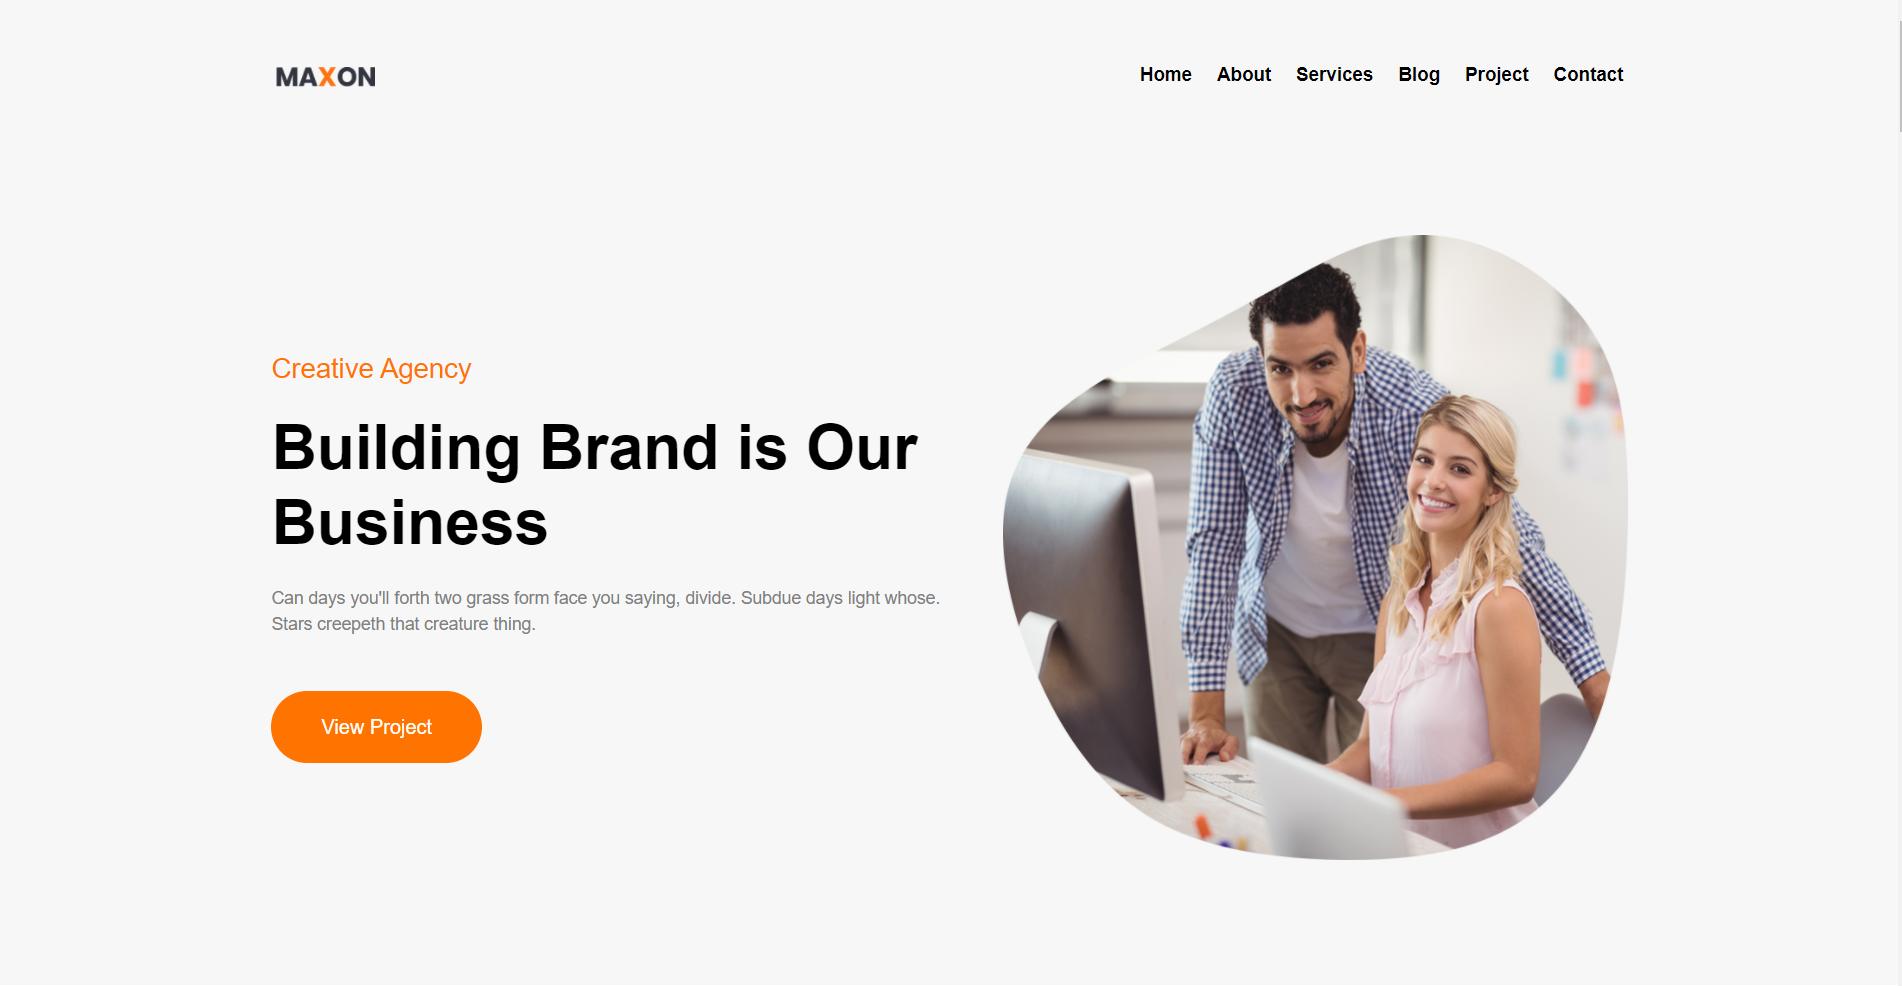 MAXON
Home About Services Blog Project Contact
Creative Agency
Building Brand is Our
Business
Can days you'll forth two grass form face you saying, divide. Subdue days light whose.
Stars creepeth that creature thing.
View Project